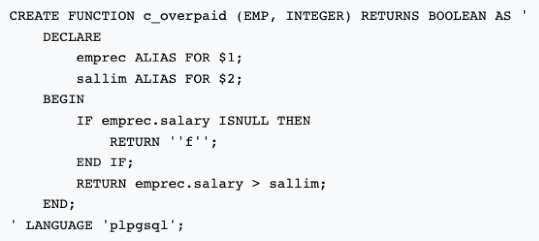 CREATE FUNCTION c_overpaid (EMP, INTEGER) RETURNS BOOLEAN AS '
    DECLARE
        emprec ALIAS FOR $1;
        sallim ALIAS FOR $2;
    BEGIN
        IF emprec.salary ISNULL THEN
            RETURN ''f'';
        END IF;
        RETURN emprec.salary > sallim;
    END;
' LANGUAGE 'plpgsql';